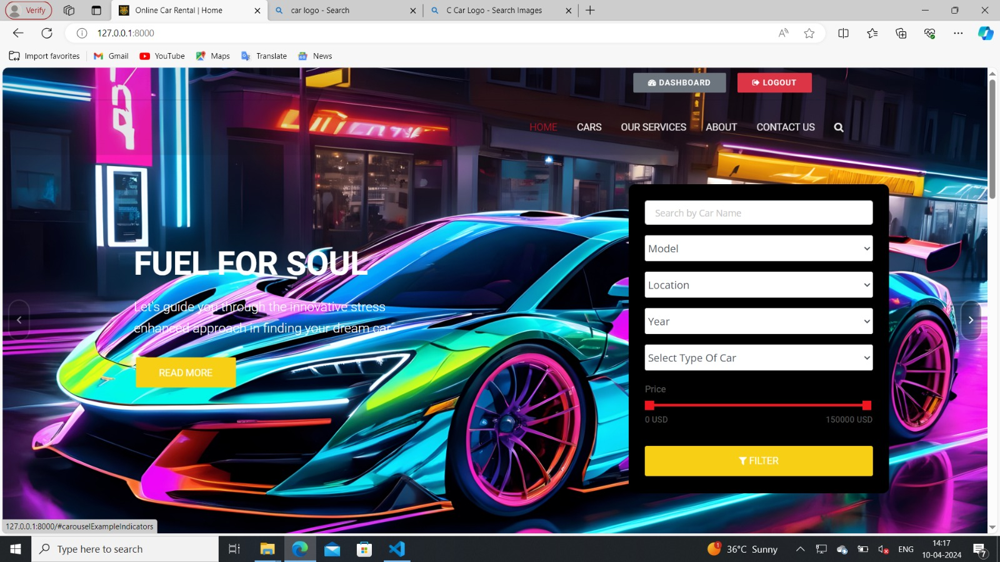 Verify
Online Car Rental | Home
car logo - Search
C Car Logo - Search Images
127.0.0.1:8000
Import favorites
Gmail
YouTube
Maps
Translate
News
DASHBOARD
LOGOUT
HOME
CARS
OUR SERVICES
ABOUT
CONTACT US
Search by Car Name
Model
Location
Year
Select Type Of Car
Price
0 USD
150000 USD
FILTER
FUEL FOR SOUL
Let's guide you through the innovative stress
enhanced approach in finding your dream car.
READ MORE
127.0.0.1:8000/#carouselExampleIndicators
Type here to search
1
36°C Sunny
ENG
14:17
10-04-2024
7